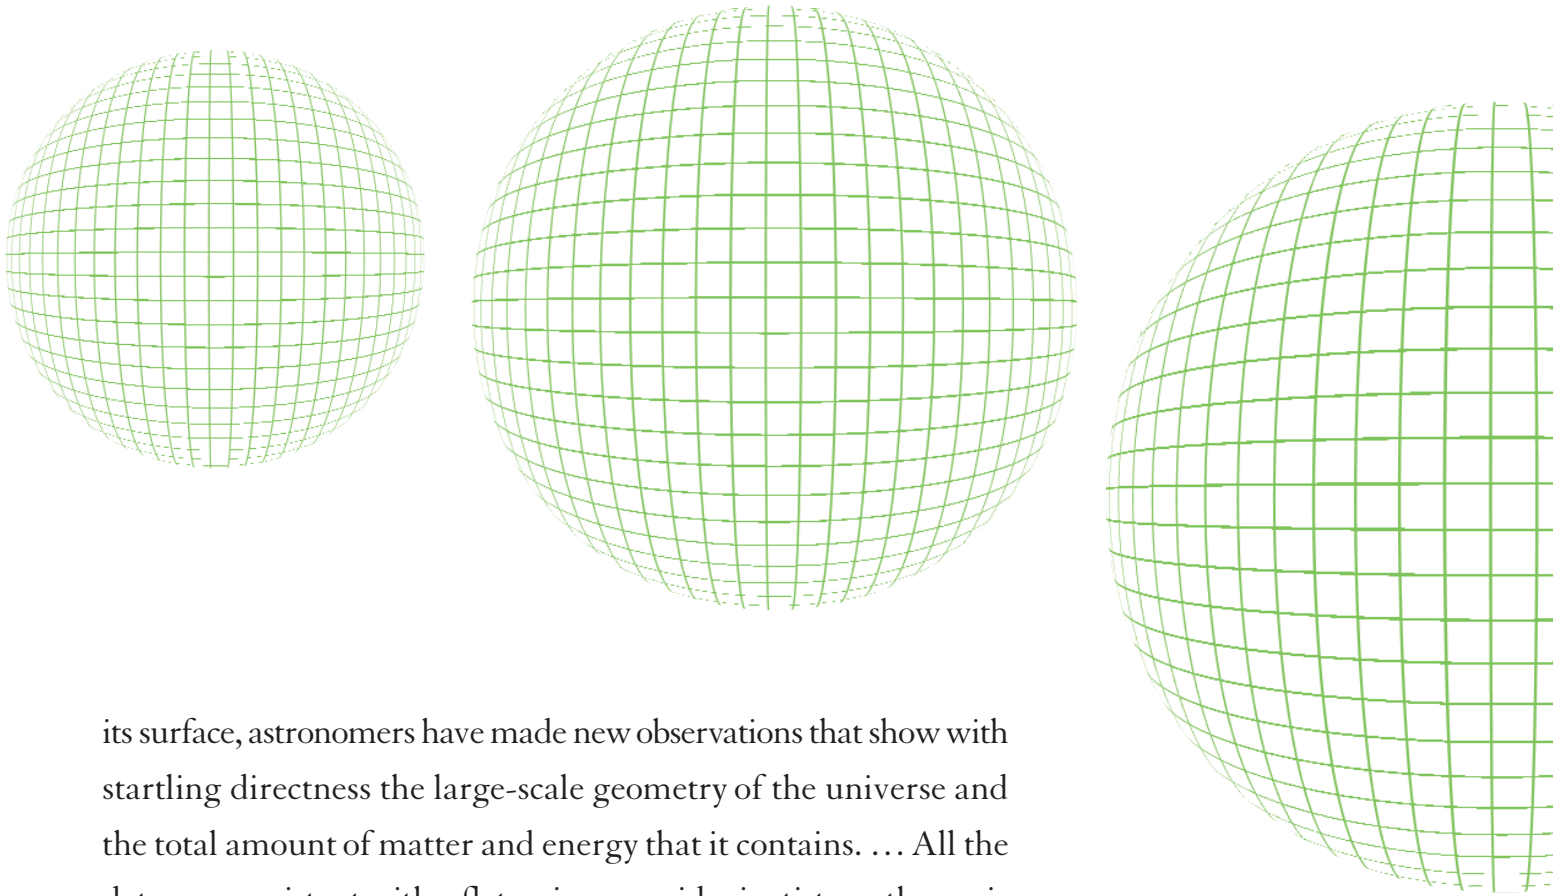 its surface, astronomers have made new observations that show with
startling directness the large-scale geometry of the universe and
the total amount of matter and energy that it contains. … All the